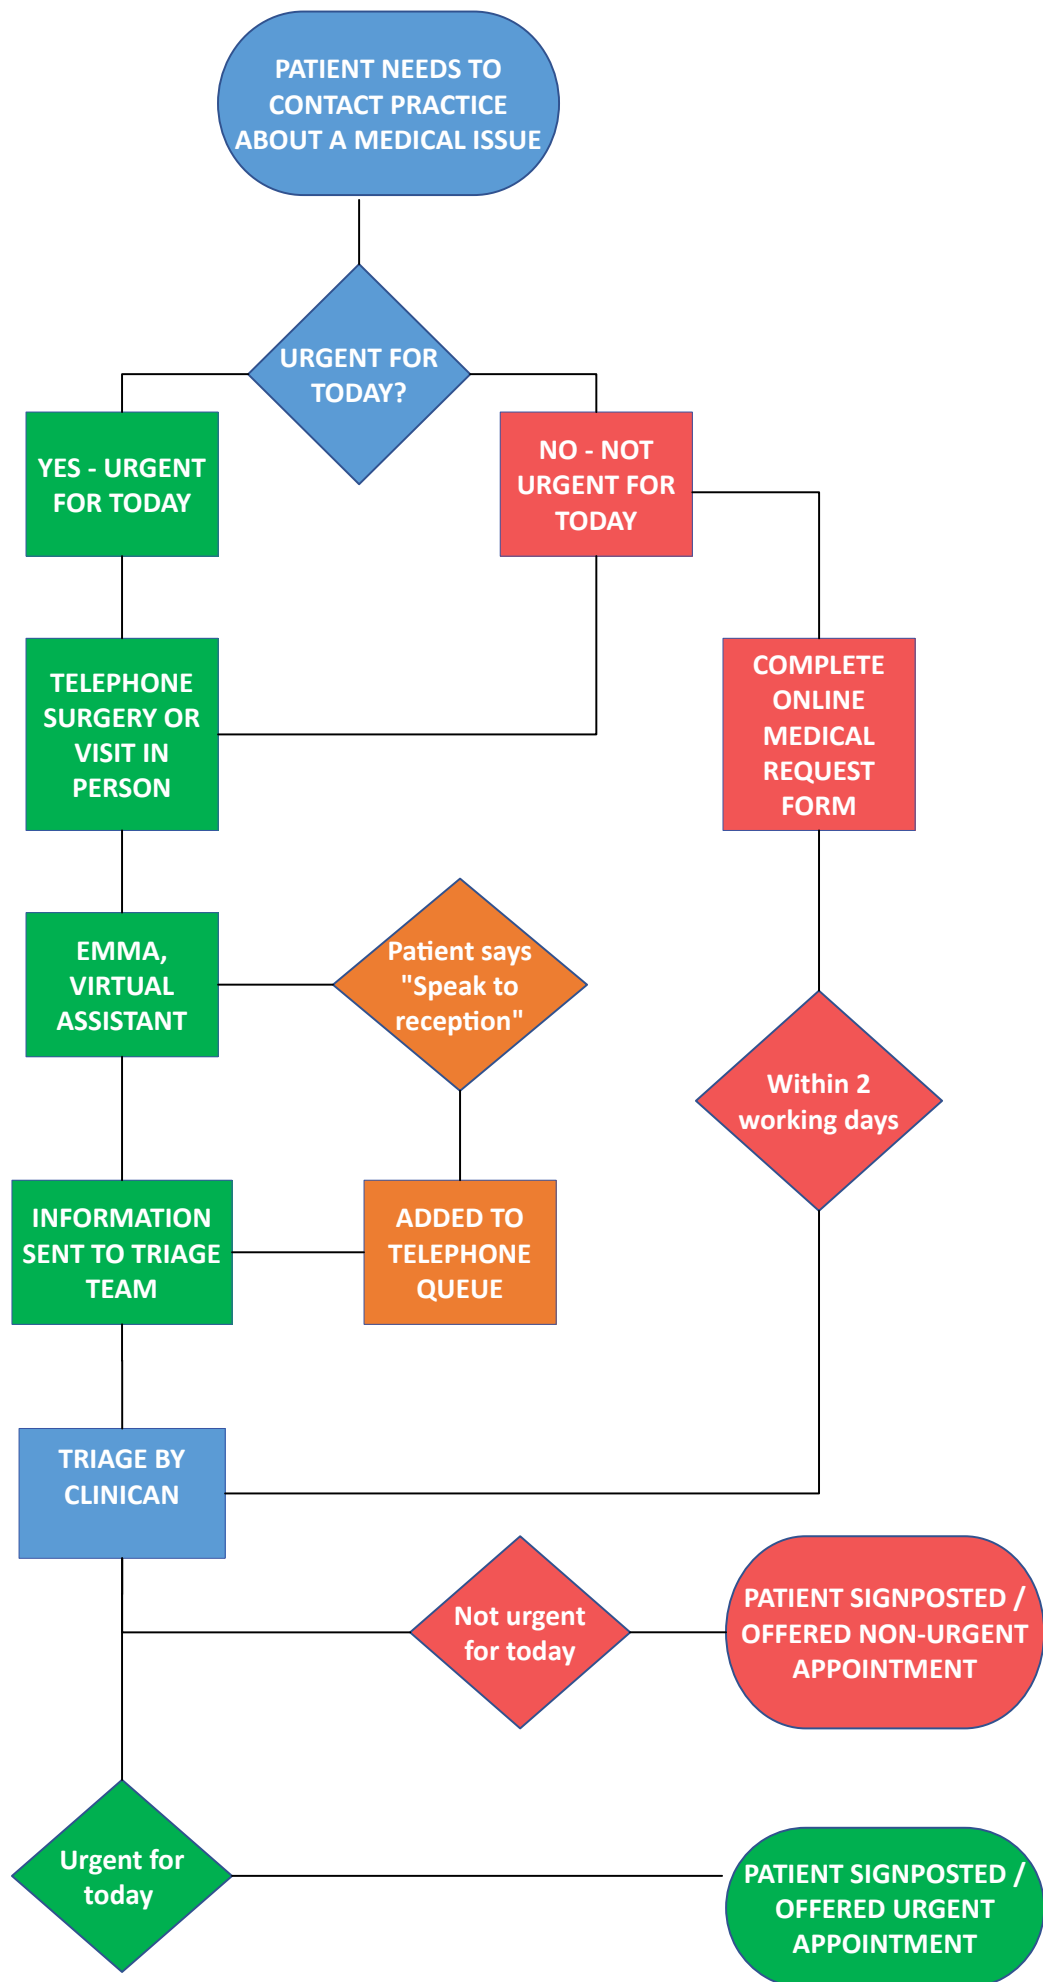 PATIENT NEEDS TO
CONTACT PRACTICE
ABOUT A MEDICAL ISSUE
URGENT FOR
TODAY?
YES - URGENT
FOR TODAY
NO - NOT
URGENT FOR
TODAY
TELEPHONE
SURGERY OR
VISIT IN
PERSON
COMPLETE
ONLINE
MEDICAL
REQUEST
FORM
EMMA,
VIRTUAL
ASSISTANT
Patient says
"Speak to
reception"
Within 2
working days
INFORMATION
SENT TO TRIAGE
TEAM
ADDED TO
TELEPHONE
QUEUE
TRIAGE BY
CLINICAN
Not urgent
for today
PATIENT SIGNPOSTED /
OFFERED NON-URGENT
APPOINTMENT
Urgent for
today
PATIENT SIGNPOSTED /
OFFERED URGENT
APPOINTMENT